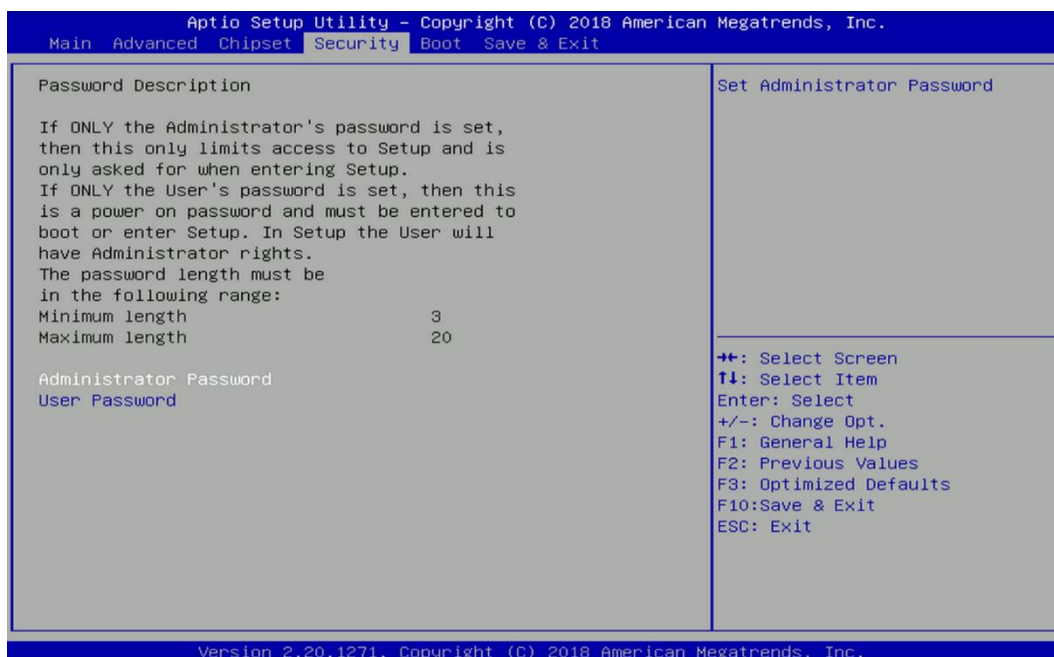 Aptio Setup Utility – Copyright (C) 2018 American Megatrends, Inc.
Main Advanced Chipset Security Boot Save & Exit
Password Description
If ONLY the Administrator's password is set,
then this only limits access to Setup and is
only asked for when entering Setup.
If ONLY the User's password is set, then this
is a power on password and must be entered to
boot or enter Setup. In Setup the User will
have Administrator rights.
The password length must be
in the following range:
Minimum length 3
Maximum length 20
Administrator Password
User Password
Set Administrator Password
→←: Select Screen
↑↓: Select Item
Enter: Select
+/-: Change Opt.
F1: General Help
F2: Previous Values
F3: Optimized Defaults
F10:Save & Exit
ESC: Exit
Version 2.20.1271. Copyright (C) 2018 American Megatrends, Inc.